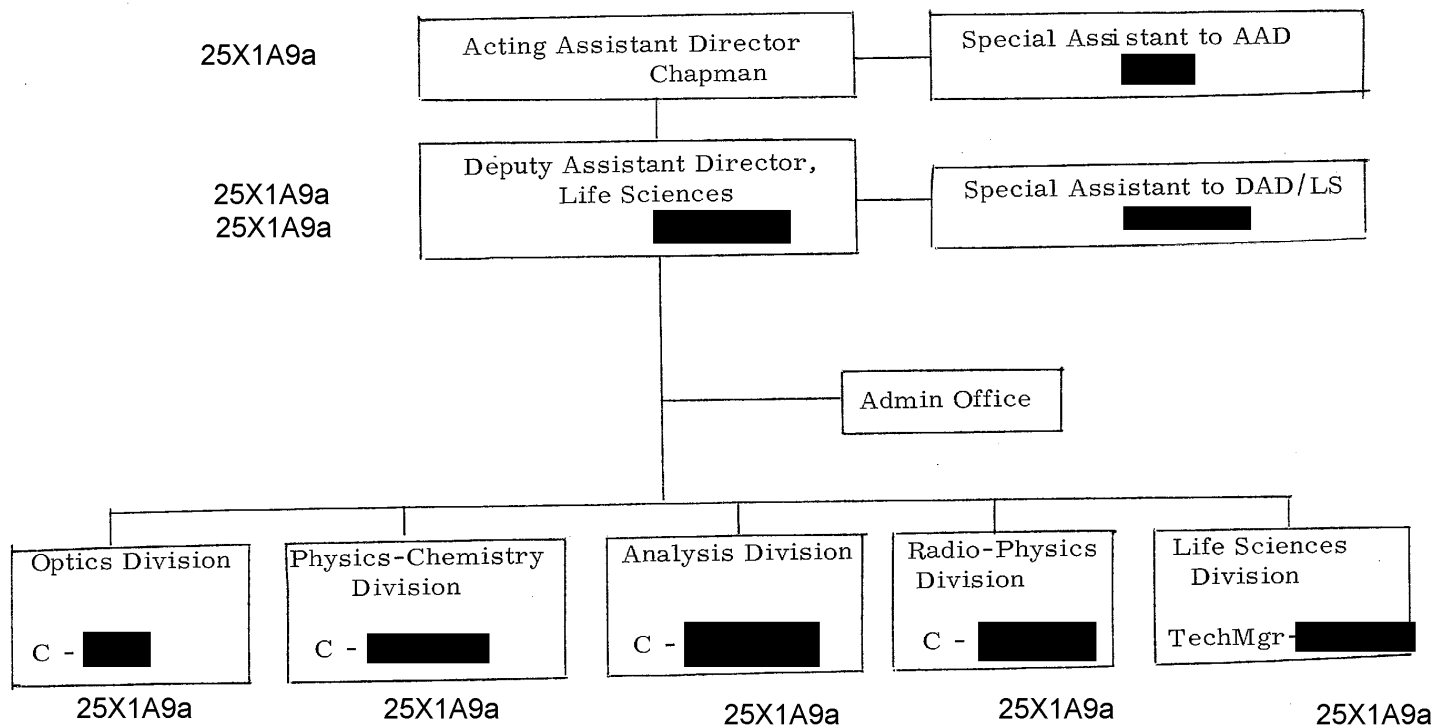 25X1A9a
Acting Assistant Director
Chapman
Special Assistant to AAD
25X1A9a
25X1A9a
Deputy Assistant Director,
Life Sciences
Special Assistant to DAD/LS
Admin Office
Optics Division
C -
Physics-Chemistry
Division
C -
Analysis Division
C -
Radio-Physics
Division
C -
Life Sciences
Division
TechMgr-
25X1A9a
25X1A9a
25X1A9a
25X1A9a
25X1A9a